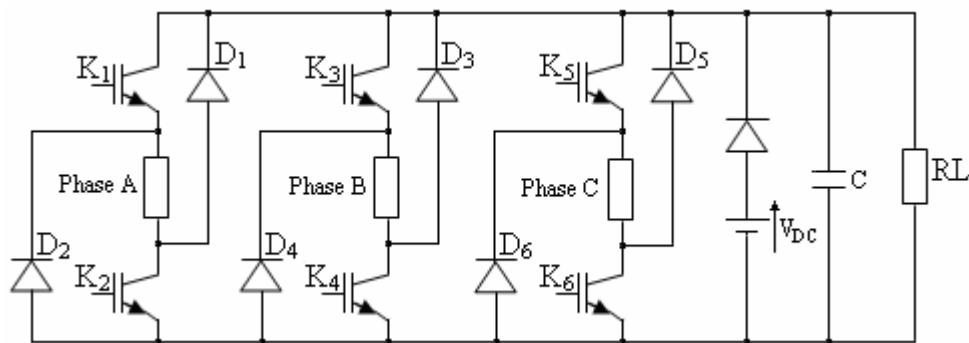 K1
D1
K3
D3
K5
D5
Phase A
Phase B
Phase C
C
RL
VDC
D2
D4
D6
K2
K4
K6